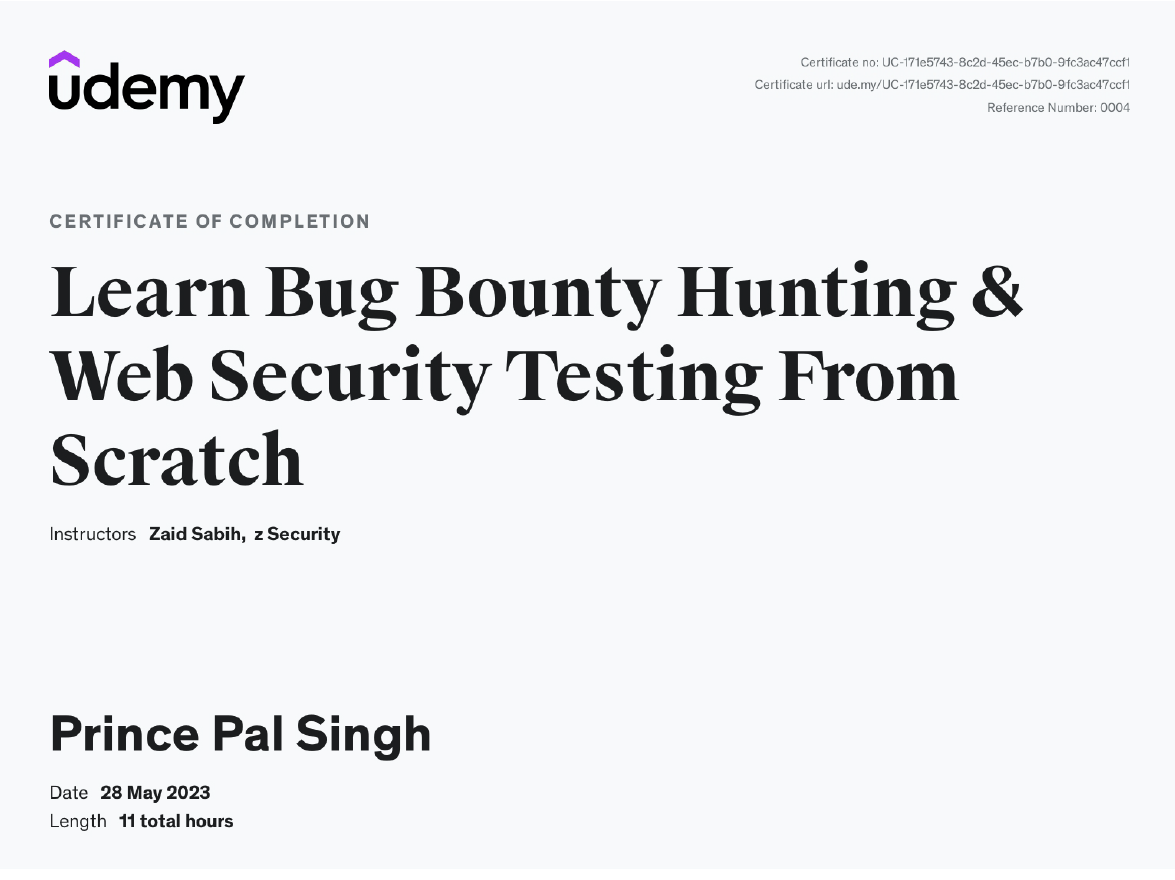 udemy
Certificate no: UC-171e5743-8c2d-45ec-b7b0-9fc3ac47ccf1
Certificate url: ude.my/UC-171e5743-8c2d-45ec-b7b0-9fc3ac47ccf1
Reference Number: 0004
CERTIFICATE OF COMPLETION
Learn Bug Bounty Hunting &
Web Security Testing From
Scratch
Instructors Zaid Sabih, z Security
Prince Pal Singh
Date 28 May 2023
Length 11 total hours